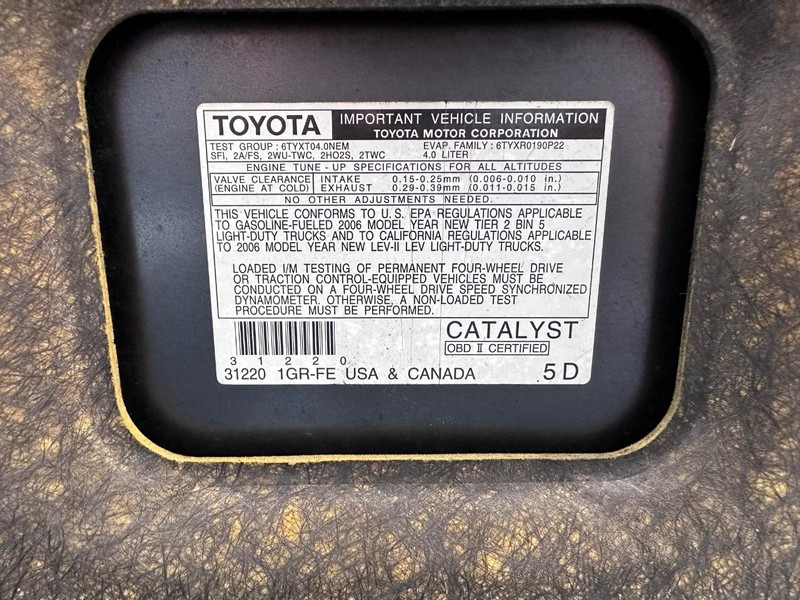 TOYOTA IMPORTANT VEHICLE INFORMATION
TOYOTA MOTOR CORPORATION
TEST GROUP : 6TYXT04.0NEM EVAP. FAMILY : 6TYXR0190P22
SFI, 2A/FS, 2WU-TWC, 2HO2S, 2TWC 4.0 LITER
ENGINE TUNE - UP SPECIFICATIONS FOR ALL ALTITUDES
VALVE CLEARANCE INTAKE 0.15-0.25mm (0.006-0.010 in.)
(ENGINE AT COLD) EXHAUST 0.29-0.39mm (0.011-0.015 in.)
NO OTHER ADJUSTMENTS NEEDED.
THIS VEHICLE CONFORMS TO U.S. EPA REGULATIONS APPLICABLE
TO GASOLINE-FUELED 2006 MODEL YEAR NEW TIER 2 BIN 5
LIGHT-DUTY TRUCKS AND TO CALIFORNIA REGULATIONS APPLICABLE
TO 2006 MODEL YEAR NEW LEV-II LEV LIGHT-DUTY TRUCKS.
LOADED I/M TESTING OF PERMANENT FOUR-WHEEL DRIVE
OR TRACTION CONTROL-EQUIPPED VEHICLES MUST BE
CONDUCTED ON A FOUR-WHEEL DRIVE SPEED SYNCHRONIZED
DYNAMOMETER. OTHERWISE, A NON-LOADED TEST
PROCEDURE MUST BE PERFORMED.
CATALYST
OBD II CERTIFIED
3 1 2 2 0
31220 1GR-FE USA & CANADA 5D